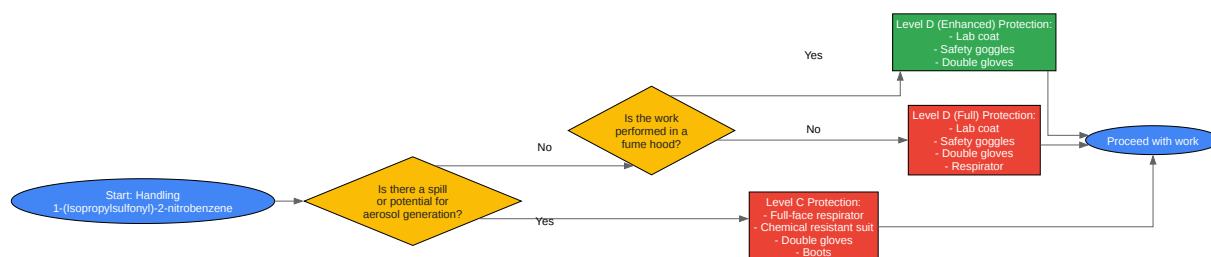 Start: Handling
1-(Isopropylsulfonyl)-2-nitrobenzene
Is there a spill
or potential for
aerosol generation?
No
Yes
Is the work
performed in a
fume hood?
Yes
No
Level D (Enhanced) Protection:
- Lab coat
- Safety goggles
- Double gloves
Level D (Full) Protection:
- Lab coat
- Safety goggles
- Double gloves
- Respirator
Level C Protection:
- Full-face respirator
- Chemical resistant suit
- Double gloves
- Boots
Proceed with work